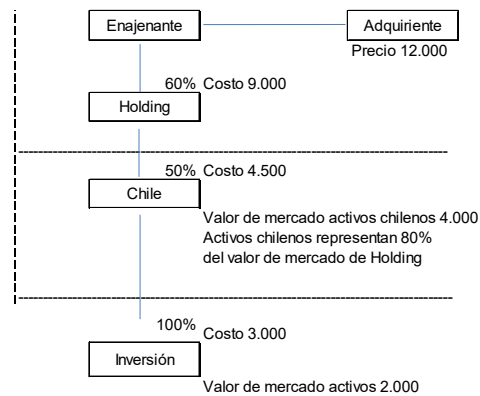 Enajenante
Adquiriente
Precio 12.000
60% Costo 9.000
Holding
50% Costo 4.500
Chile
Valor de mercado activos chilenos 4.000
Activos chilenos representan 80%
del valor de mercado de Holding
100% Costo 3.000
Inversión
Valor de mercado activos 2.000